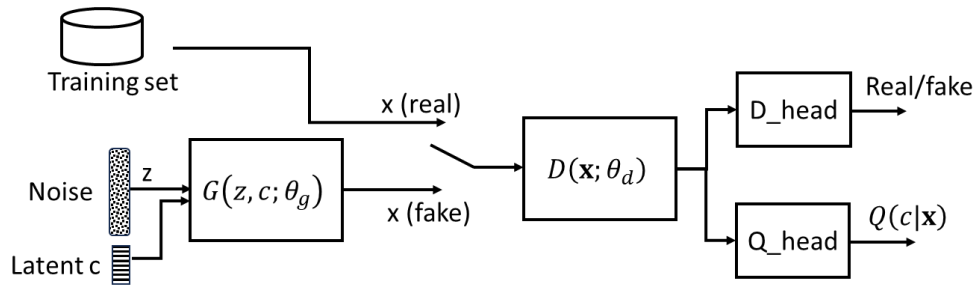 Training set
x (real)
Real/fake
D_head
D(𝐱; θ_d)
Noise
z
G(z, c; θ_g)
x (fake)
Q(c|𝐱)
Q_head
Latent c